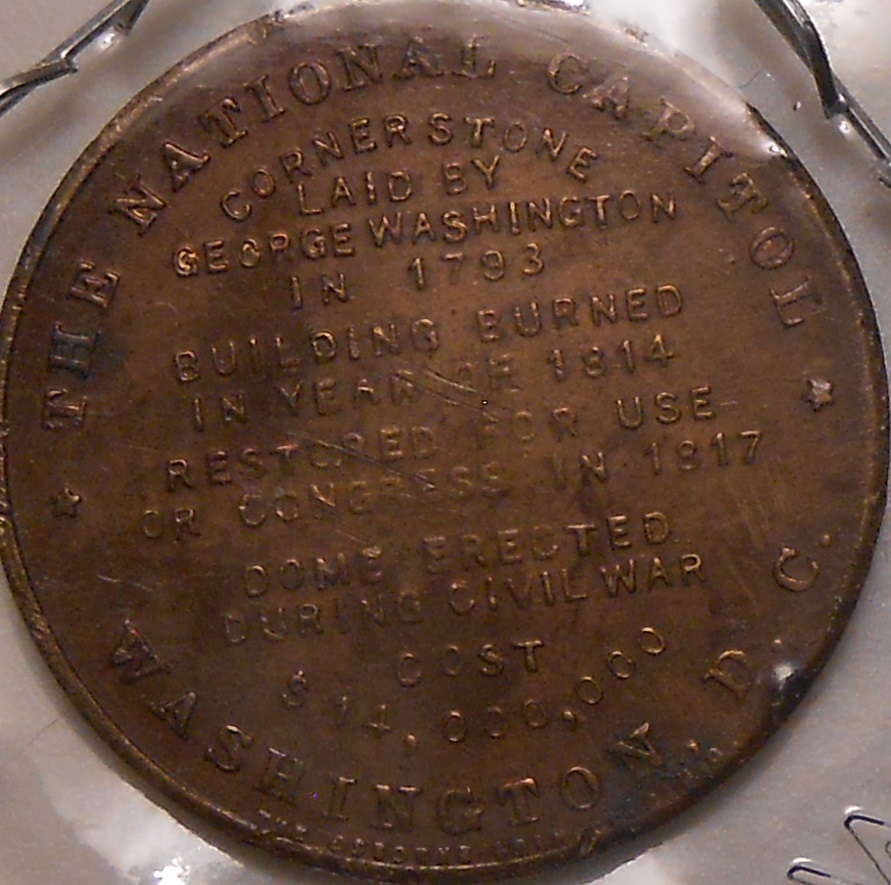 THE NATIONAL CAPITOL
CORNERSTONE
LAID BY
GEORGE WASHINGTON
IN 1793
BUILDING BURNED
IN YEAR OF 1814
RESTORED FOR USE
OR CONGRESS IN 1817
DOME ERECTED
DURING CIVIL WAR
COST
$14,000,000
WASHINGTON, D. C.